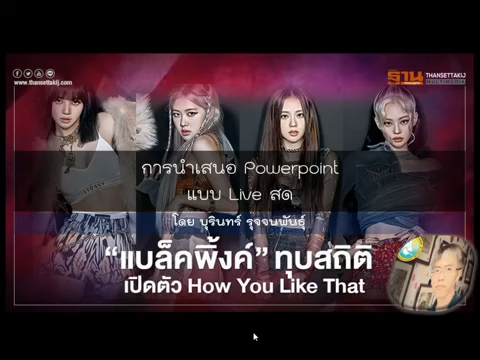 www.thansettakij.com
ฐาน THANSETTAKIJ
MULTIMEDIA
การนำเสนอ Powerpoint
แบบ Live สด
โดย บุรินทร์ รุจจนพันธุ์
“แบล็คพิ้งค์” ทุบสถิติ
เปิดตัว How You Like That